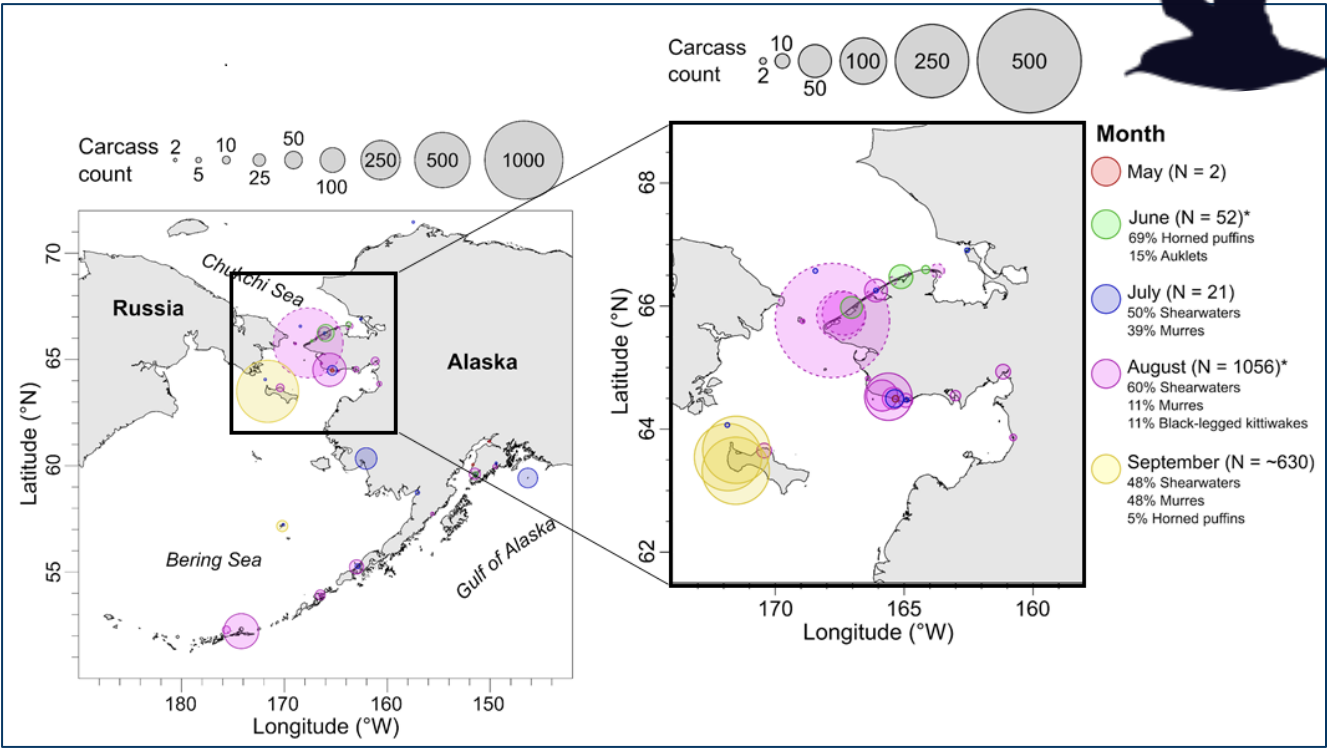 Carcass
count
2
10
50
100
250
500
Carcass
count
2
5
10
25
50
100
250
500
1000
Month
May (N = 2)
June (N = 52)*
69% Horned puffins
15% Auklets
July (N = 21)
50% Shearwaters
39% Murres
August (N = 1056)*
60% Shearwaters
11% Murres
11% Black-legged kittiwakes
September (N = ~630)
48% Shearwaters
48% Murres
5% Horned puffins
Chukchi Sea
Russia
Alaska
Bering Sea
Gulf of Alaska
Latitude (°N)
70
65
60
55
180
170
160
150
Longitude (°W)
Latitude (°N)
68
66
64
62
170
165
160
Longitude (°W)